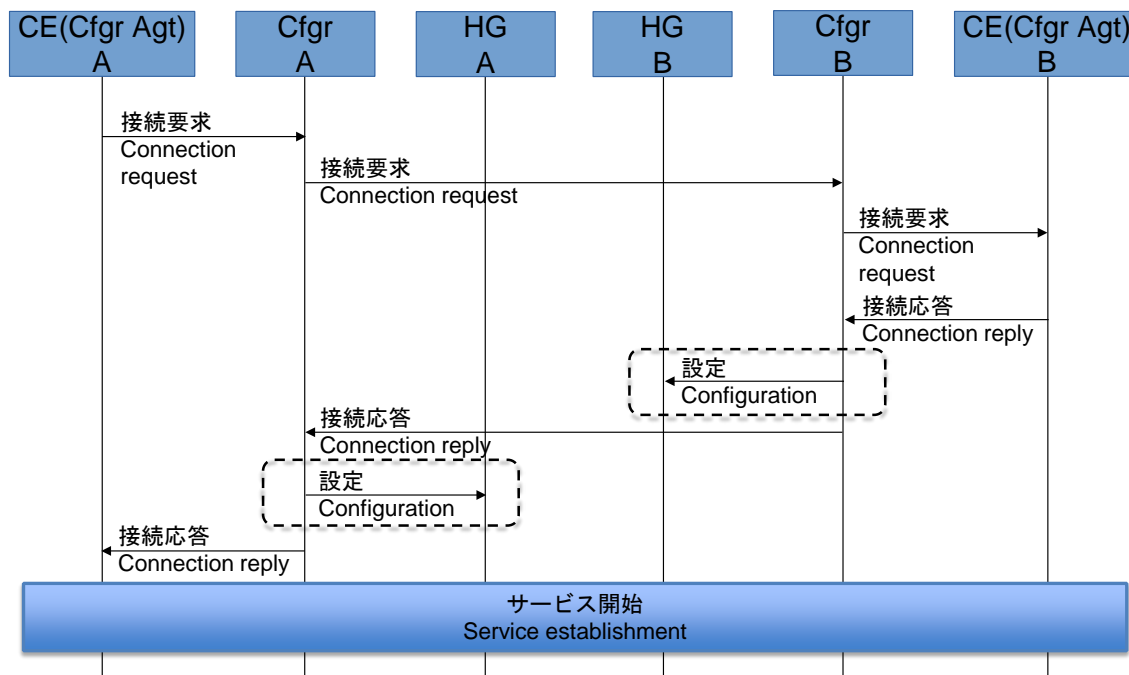 CE(Cfgr Agt)
A
Cfgr
A
HG
A
HG
B
Cfgr
B
CE(Cfgr Agt)
B
接続要求
Connection
request
接続要求
Connection request
接続要求
Connection
request
接続応答
Connection reply
設定
Configuration
接続応答
Connection reply
設定
Configuration
接続応答
Connection reply
サービス開始
Service establishment